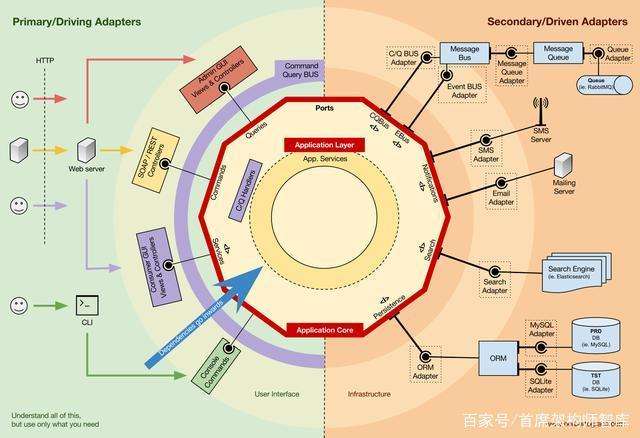 Primary/Driving Adapters
Secondary/Driven Adapters
HTTP
Web server
CLI
Admin GUI
Views & Controllers
SOAP / REST
Controllers
Consumer GUI
Views & Controllers
Console
Commands
Command
Query BUS
Ports
Queries
Commands
Services
</>
C/Q Handlers
Application Layer
App. Services
Application Core
Dependencies go inwards
CQBus
</>
EBus
</>
Notifications
</>
Search
</>
Persistence
</>
C/Q BUS
Adapter
Message
Bus
Event BUS
Adapter
Message
Queue
Adapter
Message
Queue
Queue
Adapter
Queue
(ie: RabbitMQ)
SMS
Adapter
SMS
Server
Email
Adapter
Mailing
Server
Search
Adapter
Search Engine
(ie: Elasticsearch)
ORM
Adapter
ORM
MySQL
Adapter
PRO
DB
(ie: MySQL)
SQLite
Adapter
TST
DB
(ie: SQLite)
User Interface
Infrastructure
Understand all of this,
but use only what you need
百家号/首席架构师智库